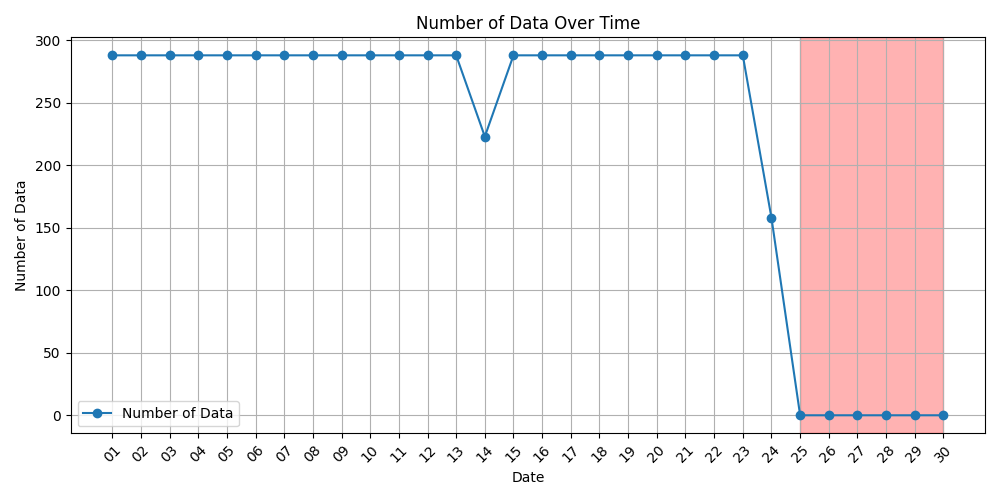 Number of Data Over Time
Number of Data
300
250
200
150
100
50
0
Number of Data
01 02 03 04 05 06 07 08 09 10 11 12 13 14 15 16 17 18 19 20 21 22 23 24 25 26 27 28 29 30
Date